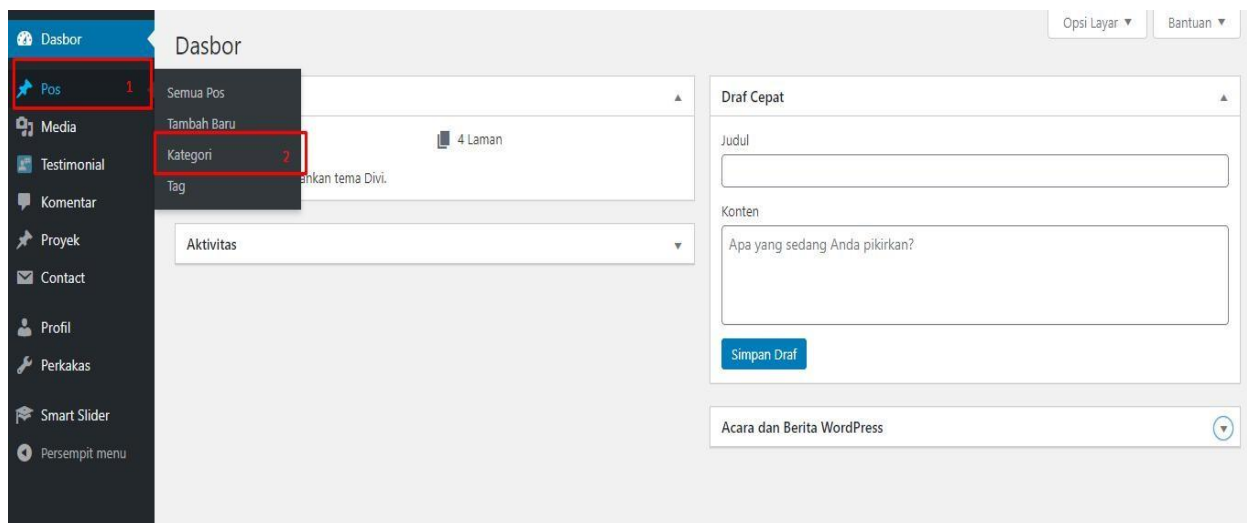 Dasbor
Pos 1
Media
Testimonial
Komentar
Proyek
Contact
Profil
Perkakas
Smart Slider
Persempit menu
Semua Pos
Tambah Baru
Kategori 2
Tag
Opsi Layar ▼
Bantuan ▼
Dasbor
4 Laman
tema Divi.
Aktivitas
Draf Cepat
Judul
Konten
Apa yang sedang Anda pikirkan?
Simpan Draf
Acara dan Berita WordPress